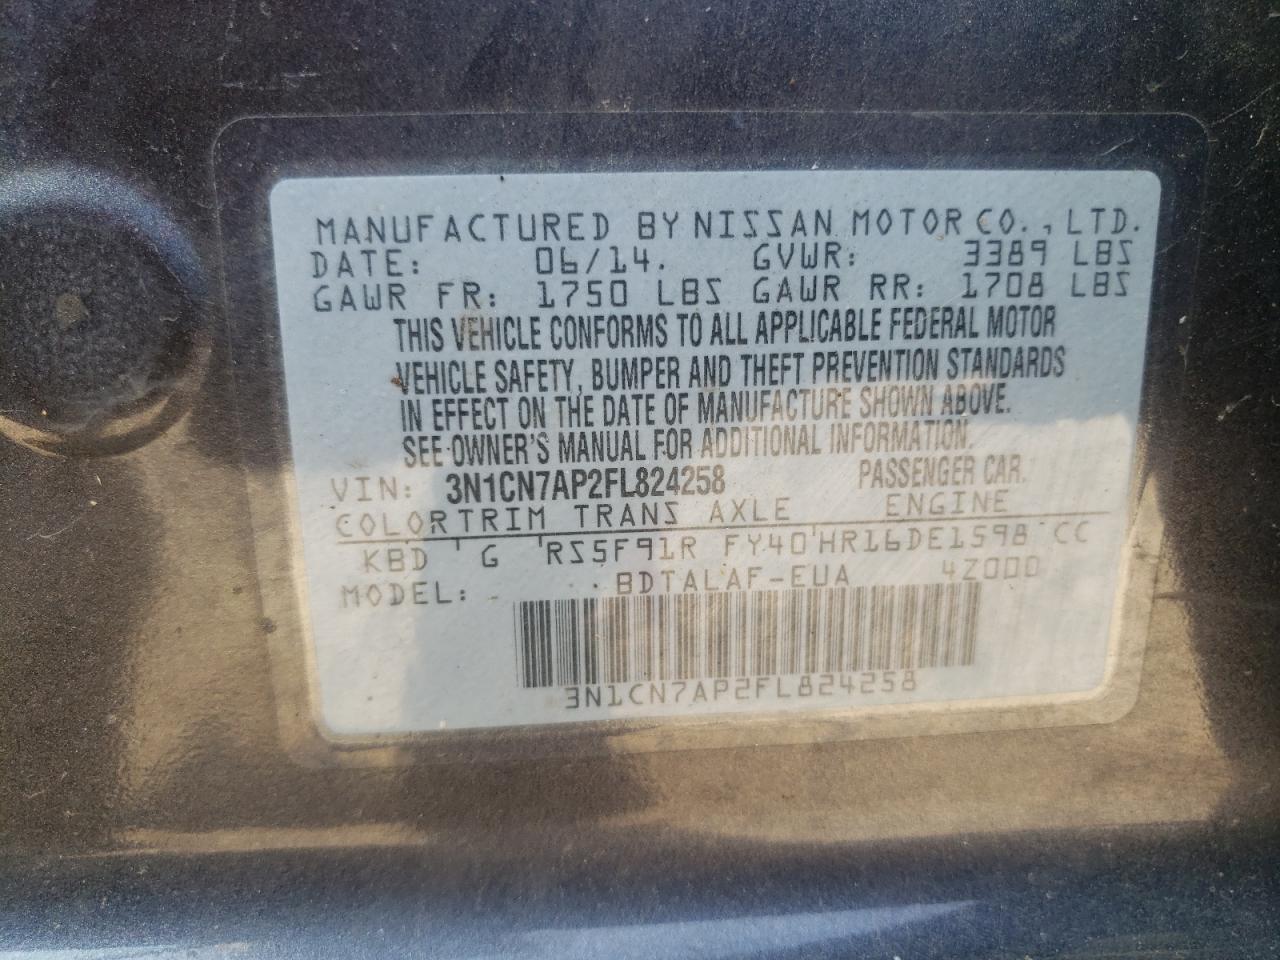 MANUFACTURED BY NISSAN MOTOR CO., LTD.
DATE: 06/14. GVWR: 3389 LBS
GAWR FR: 1750 LBS GAWR RR: 1708 LBS
THIS VEHICLE CONFORMS TO ALL APPLICABLE FEDERAL MOTOR
VEHICLE SAFETY, BUMPER AND THEFT PREVENTION STANDARDS
IN EFFECT ON THE DATE OF MANUFACTURE SHOWN ABOVE.
SEE OWNER'S MANUAL FOR ADDITIONAL INFORMATION.
VIN: 3N1CN7AP2FL824258 PASSENGER CAR.
COLOR TRIM TRANS AXLE ENGINE
KBD G RS5F91R FY40 HR16DE1598 CC
MODEL: BDTALAF-EUA 4Z000
3N1CN7AP2FL824258